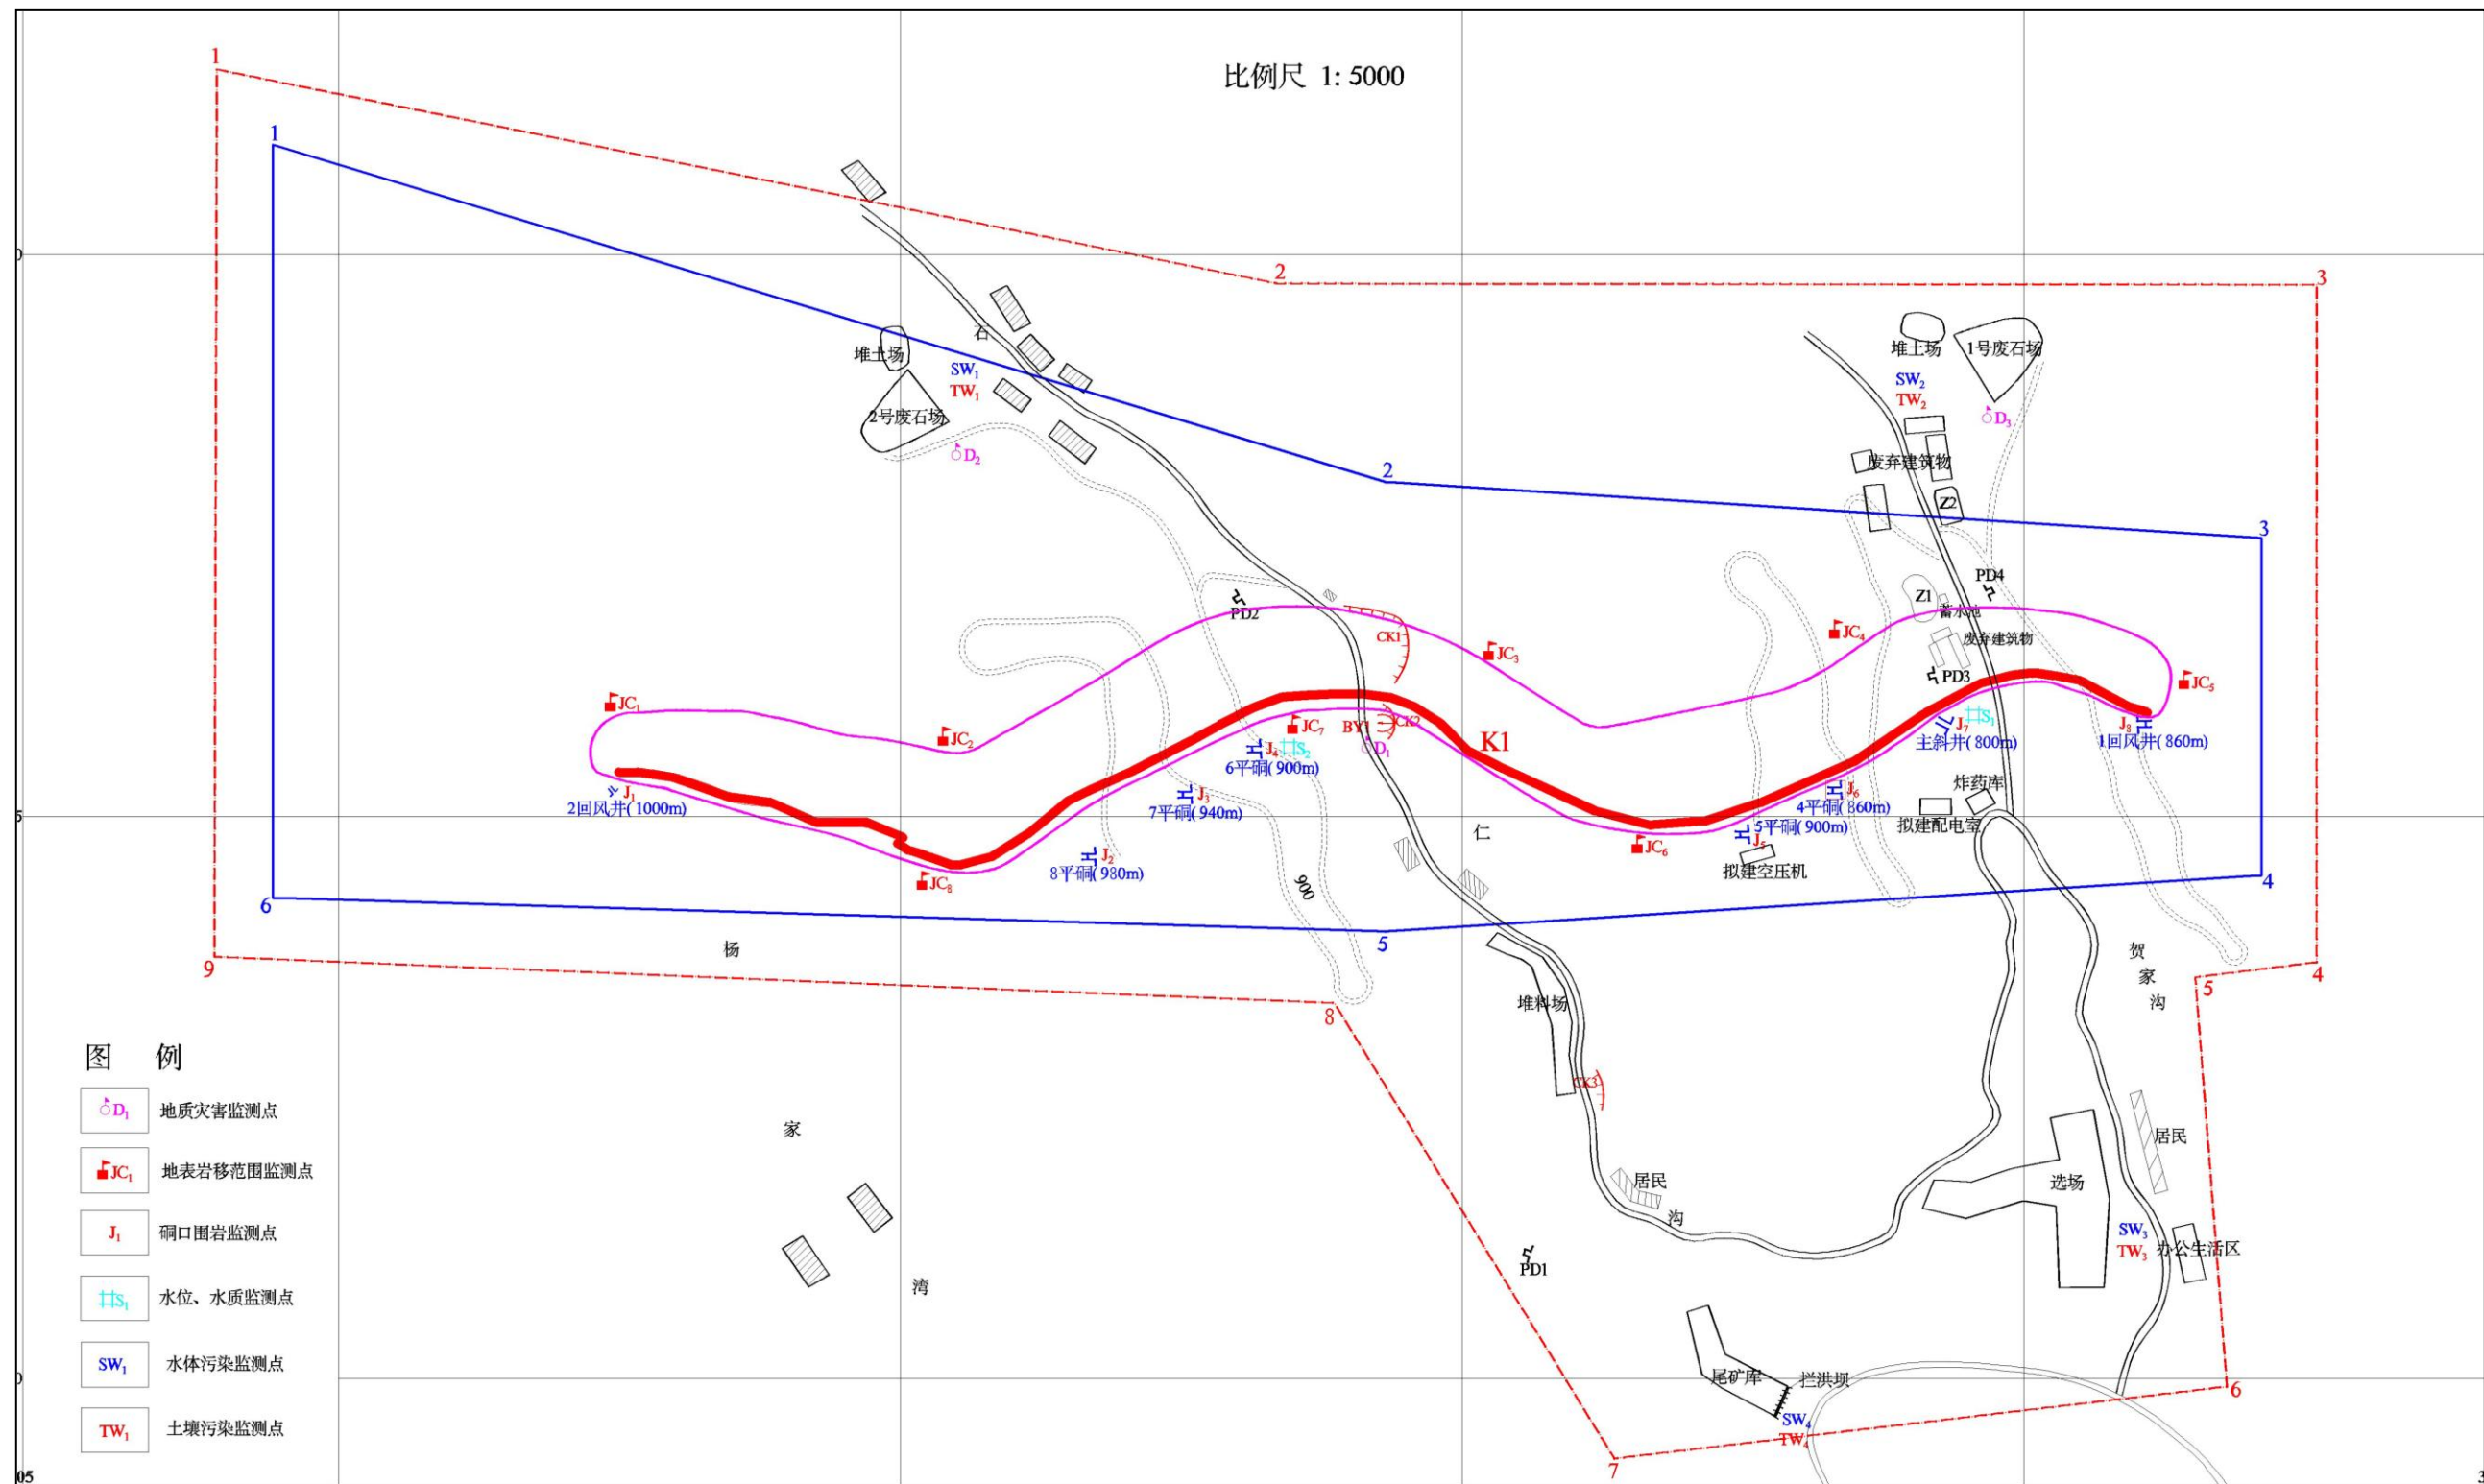 比例尺 1: 5000
1
1
2
3
石
堆土场
SW₁
TW₁
2号废石场
D₂
堆土场
1号废石场
SW₂
TW₂
D₃
废弃建筑物
2
Z2
3
PD4
Z1
蓄水池
PD2
CK1
废弃建筑物
JC₃
JC₄
PD3
JC₅
JC₁
JC₂
JC₇
BY1
CK2
K1
J₇
S₁
J₈
主斜井( 800m)
1回风井( 860m)
J₄
S₂
D₁
6平硐( 900m)
炸药库
J₁
2回风井( 1000m)
J₃
7平硐( 940m)
J₆
4平硐( 860m)
仁
5平硐( 900m)
J₅
拟建配电室
JC₆
J₂
8平硐( 980m)
拟建空压机
JC₈
900
4
6
5
杨
贺
家
沟
9
8
堆料场
5
4
CK3
家
居民
居民
选场
沟
湾
PD1
SW₃
TW₃
办公生活区
尾矿库
拦洪坝
SW₄
TW₄
6
7
图 例
D₁ 地质灾害监测点
JC₁ 地表岩移范围监测点
J₁ 硐口围岩监测点
S₁ 水位、水质监测点
SW₁ 水体污染监测点
TW₁ 土壤污染监测点
05